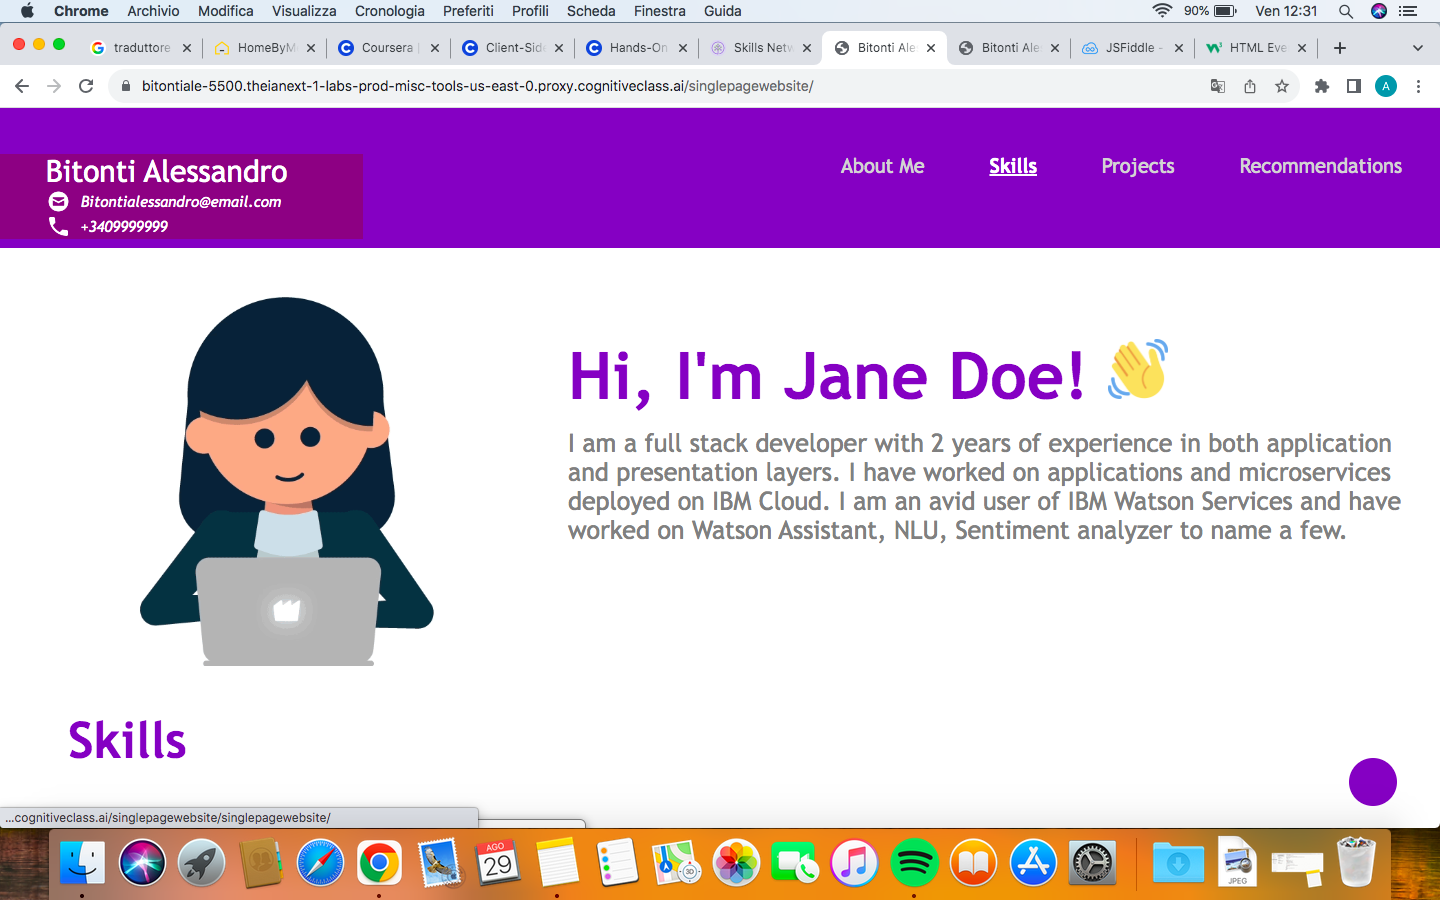 Chrome Archivio Modifica Visualizza Cronologia Preferiti Profili Scheda Finestra Guida 90% Ven 12:31
traduttore HomeByM Coursera Client-Sid Hands-On Skills Netw Bitonti Ale Bitonti Ale JSFiddle - HTML Eve
bitontiale-5500.theianext-1-labs-prod-misc-tools-us-east-0.proxy.cognitiveclass.ai/singlepagewebsite/ A
Bitonti Alessandro
Bitontialessandro@email.com
+3409999999
About Me Skills Projects Recommendations
Hi, I'm Jane Doe!
I am a full stack developer with 2 years of experience in both application
and presentation layers. I have worked on applications and microservices
deployed on IBM Cloud. I am an avid user of IBM Watson Services and have
worked on Watson Assistant, NLU, Sentiment analyzer to name a few.
Skills
...cognitiveclass.ai/singlepagewebsite/singlepagewebsite/
AGO
29
3D
JPEG